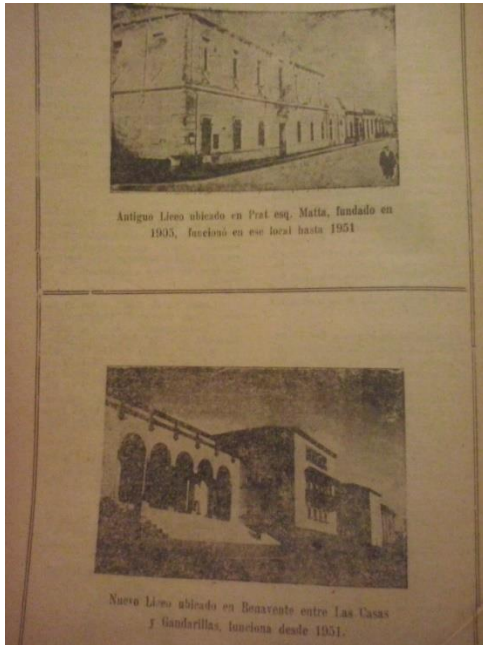 Antiguo Liceo ubicado en Prat esq. Matta, fundado en
1905, funcionó en ese local hasta 1951
Nuevo Liceo ubicado en Benavente entre Las Casas
y Gandarillas, funciona desde 1951.